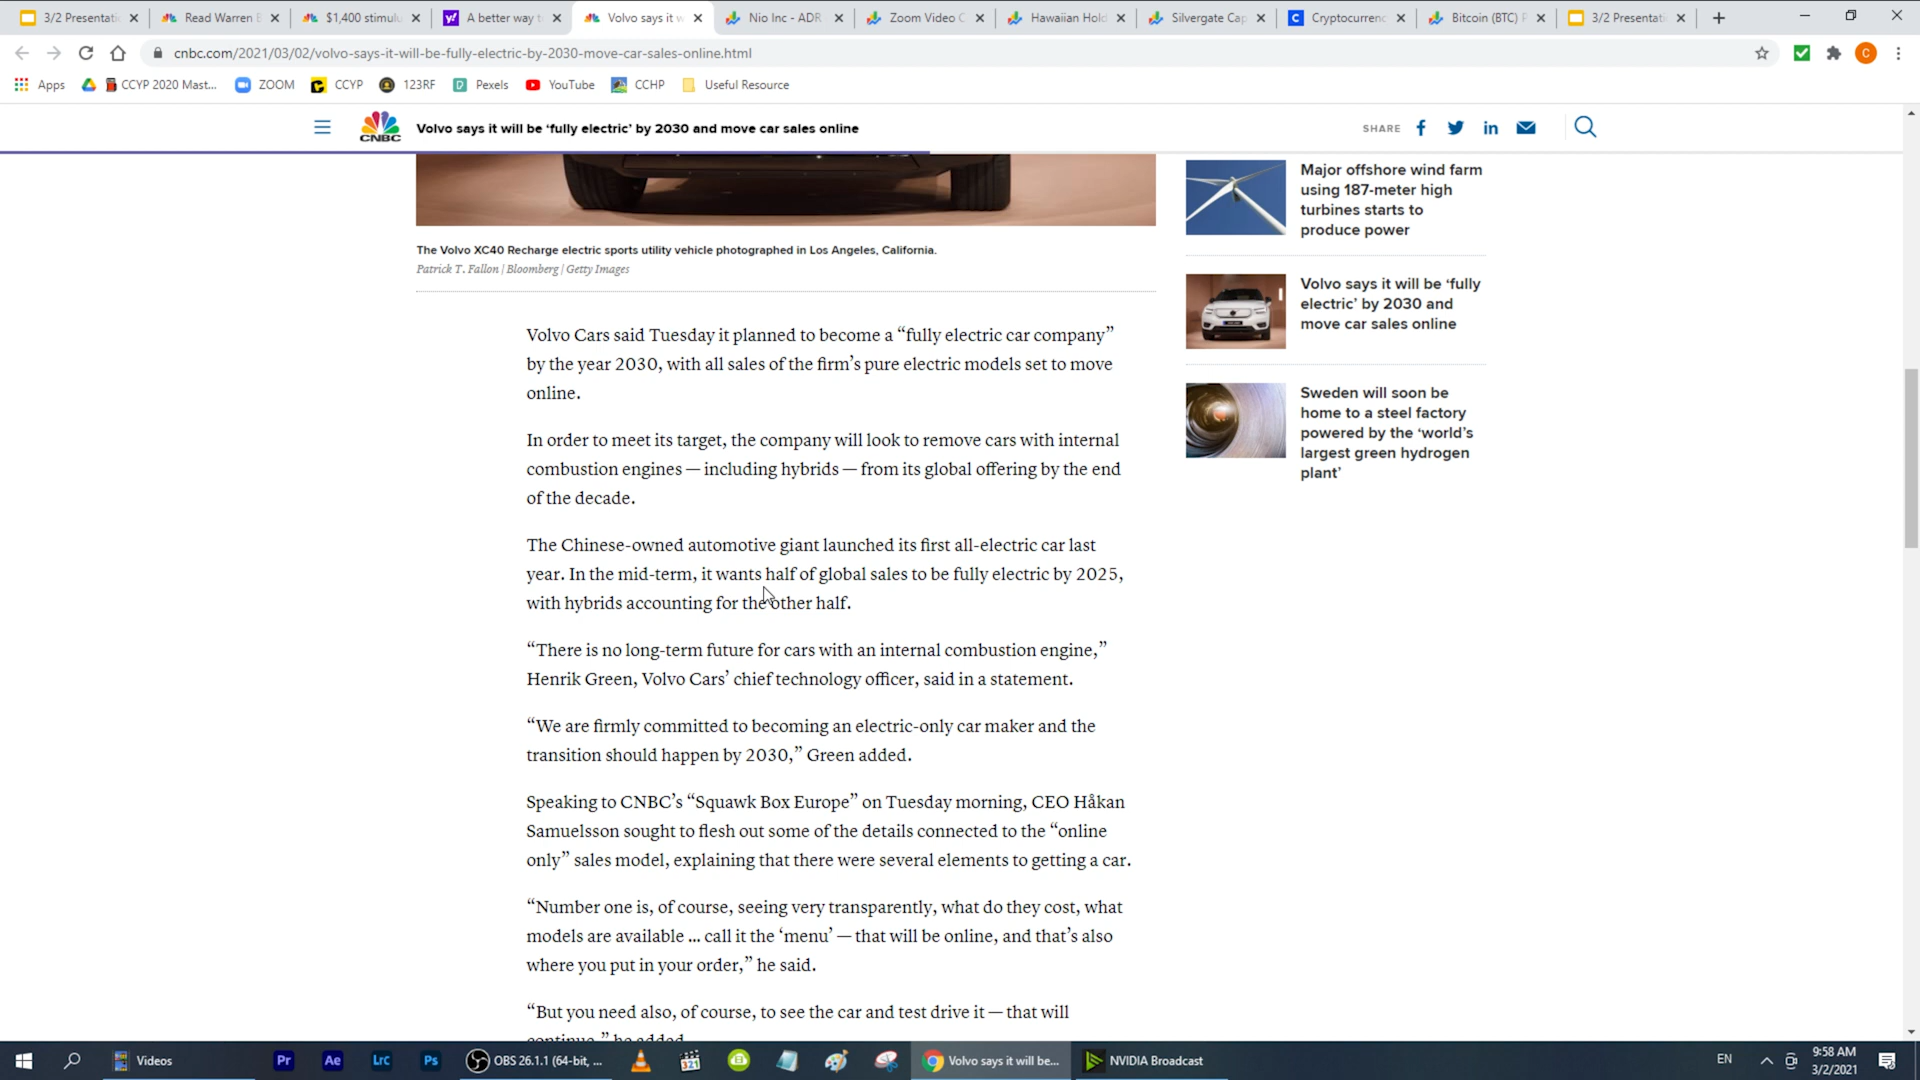 3/2 Presentati
Read Warren B
$1,400 stimulu
A better way t
Volvo says it w
Nio Inc - ADR
Zoom Video C
Hawaiian Hold
Silvergate Cap
Cryptocurrenc
Bitcoin (BTC) P
3/2 Presentati
cnbc.com/2021/03/02/volvo-says-it-will-be-fully-electric-by-2030-move-car-sales-online.html
C
Apps
CCYP 2020 Mast...
ZOOM
CCYP
123RF
Pexels
YouTube
CCHP
Useful Resource
CNBC
Volvo says it will be ‘fully electric’ by 2030 and move car sales online
SHARE
The Volvo XC40 Recharge electric sports utility vehicle photographed in Los Angeles, California.
Patrick T. Fallon | Bloomberg | Getty Images
Volvo Cars said Tuesday it planned to become a “fully electric car company”
by the year 2030, with all sales of the firm’s pure electric models set to move
online.
In order to meet its target, the company will look to remove cars with internal
combustion engines — including hybrids — from its global offering by the end
of the decade.
The Chinese-owned automotive giant launched its first all-electric car last
year. In the mid-term, it wants half of global sales to be fully electric by 2025,
with hybrids accounting for the other half.
“There is no long-term future for cars with an internal combustion engine,”
Henrik Green, Volvo Cars’ chief technology officer, said in a statement.
“We are firmly committed to becoming an electric-only car maker and the
transition should happen by 2030,” Green added.
Speaking to CNBC’s “Squawk Box Europe” on Tuesday morning, CEO Håkan
Samuelsson sought to flesh out some of the details connected to the “online
only” sales model, explaining that there were several elements to getting a car.
“Number one is, of course, seeing very transparently, what do they cost, what
models are available ... call it the ‘menu’ — that will be online, and that’s also
where you put in your order,” he said.
“But you need also, of course, to see the car and test drive it — that will
continue,” he added.
Major offshore wind farm
using 187-meter high
turbines starts to
produce power
Volvo says it will be ‘fully
electric’ by 2030 and
move car sales online
Sweden will soon be
home to a steel factory
powered by the ‘world’s
largest green hydrogen
plant’
Videos
Pr
Ae
Lrc
Ps
OBS 26.1.1 (64-bit, ...
321
Volvo says it will be...
NVIDIA Broadcast
EN
9:58 AM
3/2/2021